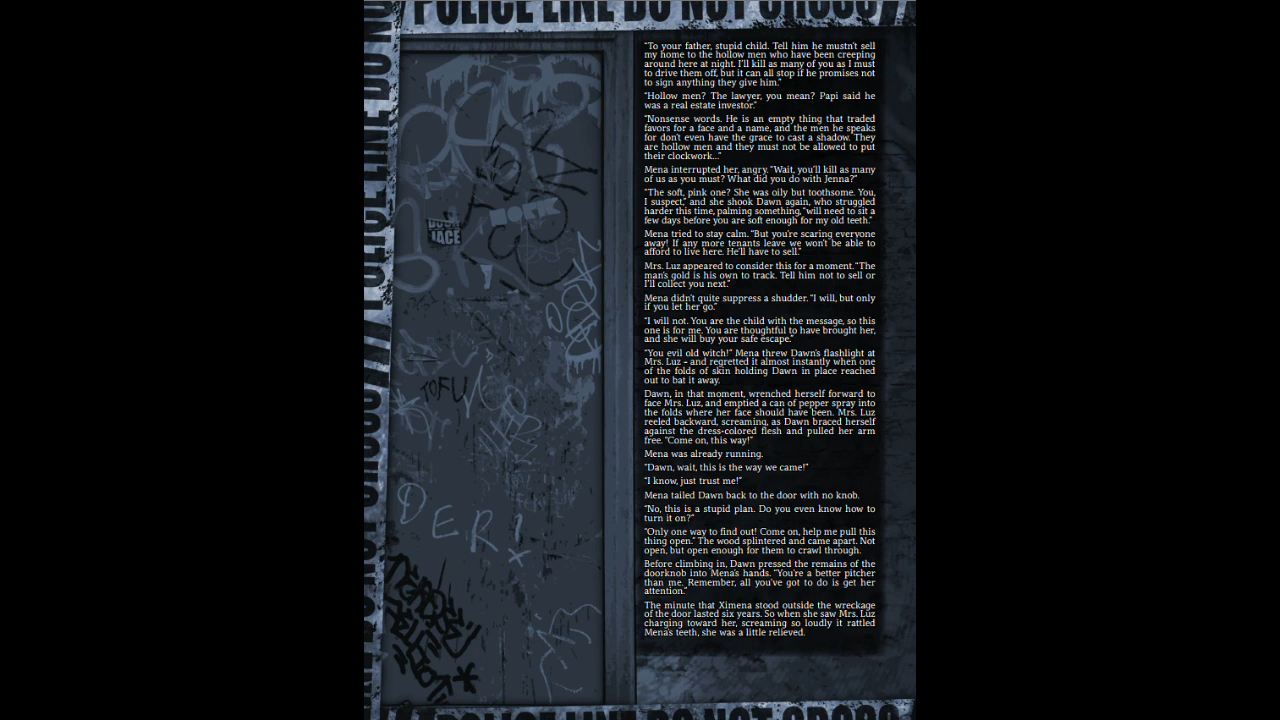 POLICE LINE DO NOT CROSS //
"To your father, stupid child. Tell him he mustn't sell
my home to the hollow men who have been creeping
around here at night. I'll kill as many of you as I must
to drive them off, but it can all stop if he promises not
to sign anything they give him."
"Hollow men? The lawyer, you mean? Papi said he
was a real estate investor."
"Nonsense words. He is an empty thing that traded
favors for a face and a name, and the men he speaks
for don't even have the grace to cast a shadow. They
are hollow men and they must not be allowed to put
their clockwork..."
Mena interrupted her, angry. "Wait, you'll kill as many
of us as you must? What did you do with Jenna?"
"The soft, pink one? She was oily but toothsome. You,
I suspect," and she shook Dawn again, who struggled
harder this time, palming something, "will need to sit a
few days before you are soft enough for my old teeth."
Mena tried to stay calm. "But you're scaring everyone
away! If any more tenants leave we won't be able to
afford to live here. He'll have to sell."
Mrs. Luz appeared to consider this for a moment. "The
man's gold is his own to track. Tell him not to sell or
I'll collect you next."
Mena didn't quite suppress a shudder. "I will, but only
if you let her go."
"I will not. You are the child with the message, so this
one is for me. You are thoughtful to have brought her,
and she will buy your safe escape."
"You evil old witch!" Mena threw Dawn's flashlight at
Mrs. Luz – and regretted it almost instantly when one
of the folds of skin holding Dawn in place reached
out to bat it away.
Dawn, in that moment, wrenched herself forward to
face Mrs. Luz, and emptied a can of pepper spray into
the folds where her face should have been. Mrs. Luz
reeled backward, screaming, as Dawn braced herself
against the dress-colored flesh and pulled her arm
free. "Come on, this way!"
Mena was already running.
"Dawn, wait, this is the way we came!"
"I know, just trust me!"
Mena tailed Dawn back to the door with no knob.
"No, this is a stupid plan. Do you even know how to
turn it on?"
"Only one way to find out! Come on, help me pull this
thing open." The wood splintered and came apart. Not
open, but open enough for them to crawl through.
Before climbing in, Dawn pressed the remains of the
doorknob into Mena's hands. "You're a better pitcher
than me. Remember, all you've got to do is get her
attention."
The minute that Ximena stood outside the wreckage
of the door lasted six years. So when she saw Mrs. Luz
charging toward her, screaming so loudly it rattled
Mena's teeth, she was a little relieved.
TOFU
DERI
POLICE LINE DO NOT CROSS